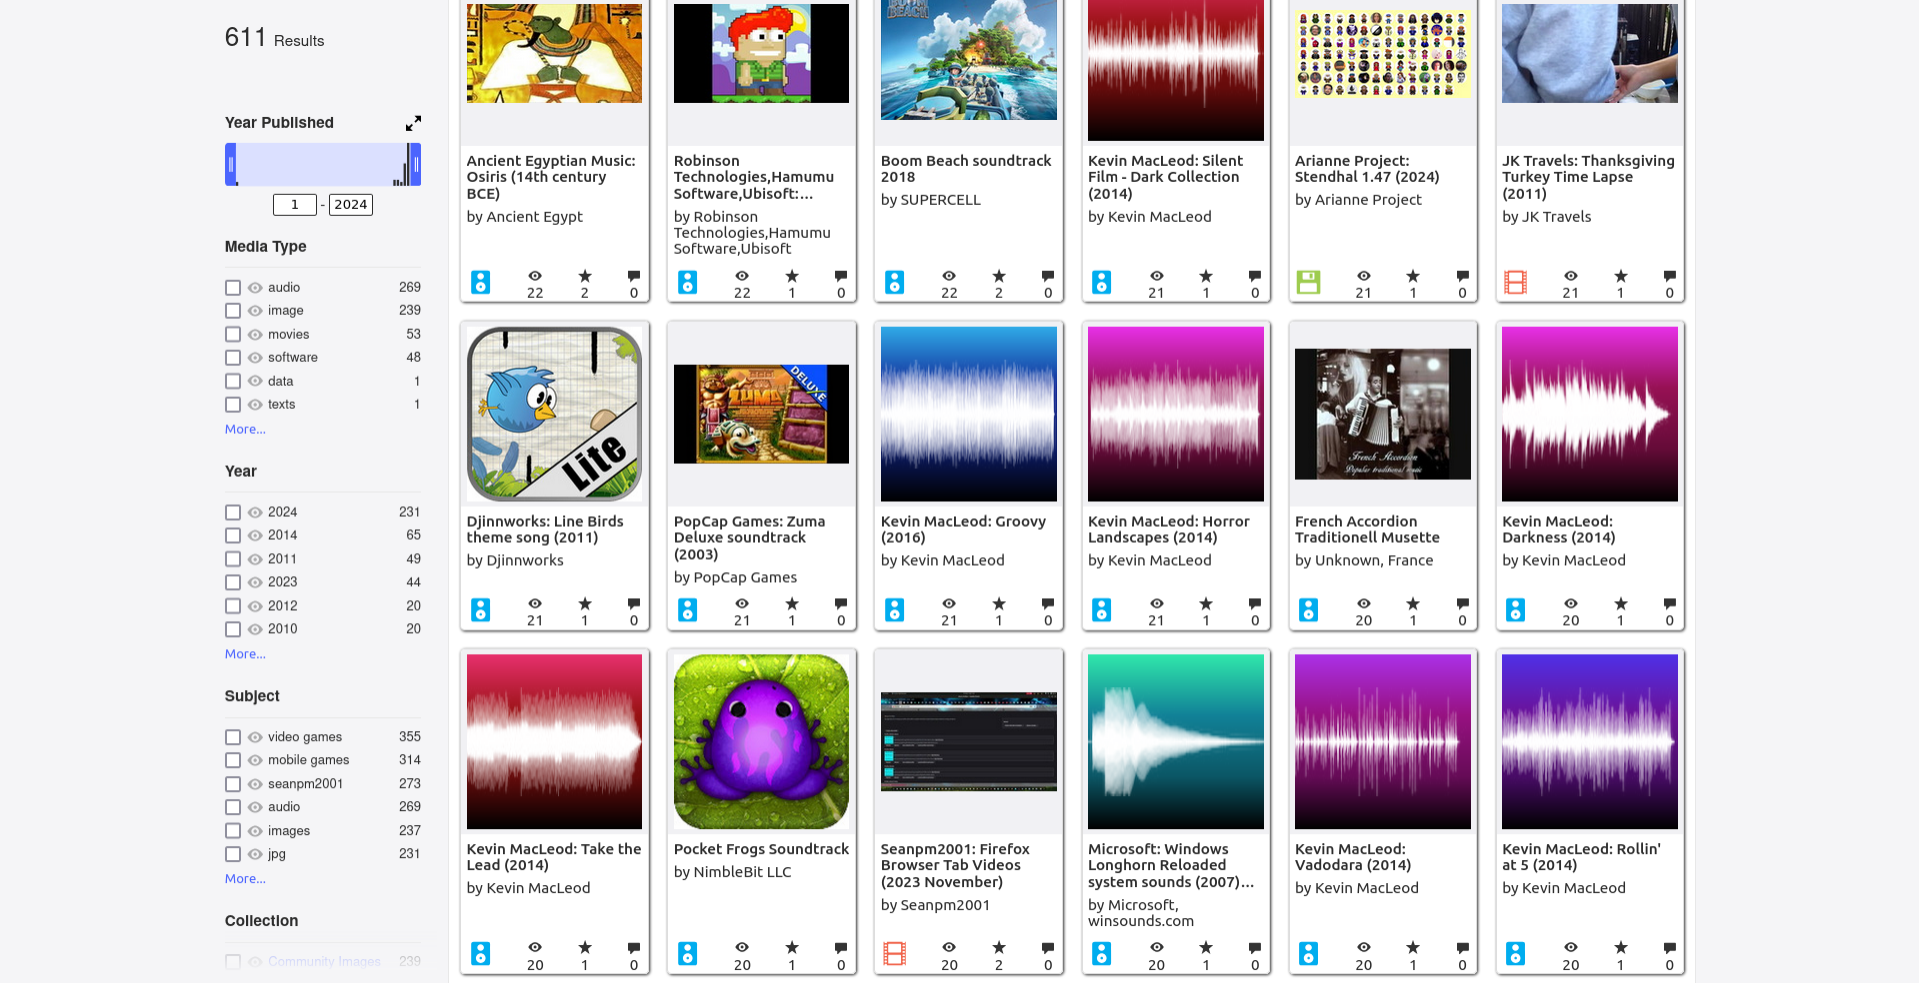 611 Results
Year Published
1 - 2024
Media Type
audio 269
image 239
movies 53
software 48
data 1
texts 1
More...
Year
2024 231
2014 65
2011 49
2023 44
2012 20
2010 20
More...
Subject
video games 355
mobile games 314
seanpm2001 273
audio 269
images 237
jpg 231
More...
Collection
Community Images 239
Ancient Egyptian Music:
Osiris (14th century
BCE)
by Ancient Egypt
22 2 0
Robinson
Technologies,Hamumu
Software,Ubisoft:...
by Robinson
Technologies,Hamumu
Software,Ubisoft
22 1 0
BOOM
BEACH
Boom Beach soundtrack
2018
by SUPERCELL
22 2 0
Kevin MacLeod: Silent
Film - Dark Collection
(2014)
by Kevin MacLeod
21 1 0
Arianne Project:
Stendhal 1.47 (2024)
by Arianne Project
21 1 0
JK Travels: Thanksgiving
Turkey Time Lapse
(2011)
by JK Travels
21 1 0
Lite
Djinnworks: Line Birds
theme song (2011)
by Djinnworks
21 1 0
DELUXE
ZUMA
PopCap Games: Zuma
Deluxe soundtrack
(2003)
by PopCap Games
21 1 0
Kevin MacLeod: Groovy
(2016)
by Kevin MacLeod
21 1 0
Kevin MacLeod: Horror
Landscapes (2014)
by Kevin MacLeod
21 1 0
French Accordion
Popular traditional music
French Accordion
Traditionell Musette
by Unknown, France
20 1 0
Kevin MacLeod:
Darkness (2014)
by Kevin MacLeod
20 1 0
Kevin MacLeod: Take the
Lead (2014)
by Kevin MacLeod
20 1 0
Pocket Frogs Soundtrack
by NimbleBit LLC
20 1 0
Seanpm2001: Firefox
Browser Tab Videos
(2023 November)
by Seanpm2001
20 2 0
Microsoft: Windows
Longhorn Reloaded
system sounds (2007)...
by Microsoft,
winsounds.com
20 1 0
Kevin MacLeod:
Vadodara (2014)
by Kevin MacLeod
20 1 0
Kevin MacLeod: Rollin'
at 5 (2014)
by Kevin MacLeod
20 1 0